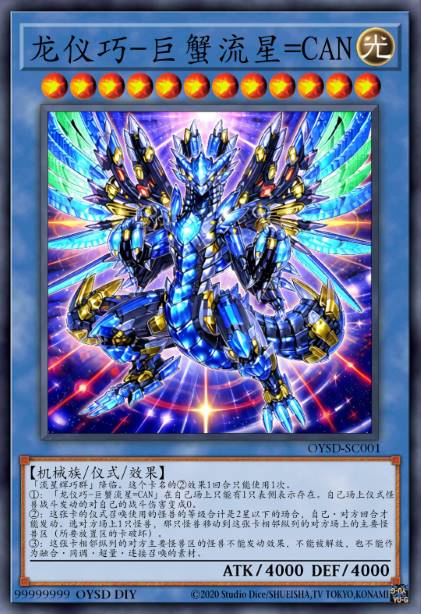 龙仪巧-巨蟹流星=CAN
光
OYSD-SC001
【机械族/仪式/效果】
「流星辉巧群」降临。这个卡名的②效果1回合只能使用1次。
①：「龙仪巧-巨蟹流星=CAN」在自己场上只能有1只表侧表示存在。自己场上仪式怪
兽战斗发动的对自己的战斗伤害变成0。
②：这张卡的仪式召唤使用的怪兽的等级合计是2星以下的场合，自己·对方回合才
能发动。选对方场上1只怪兽，那只怪兽移动到这张卡相邻纵列的对方场上的主要怪
兽区（所要放置区的卡破坏）。
③：这张卡相邻纵列的对方主要怪兽区的怪兽不能发动效果，不能被解放，也不能作
为融合·同调·超量·连接召唤的素材。
ATK/4000 DEF/4000
99999999 OYSD DIY
©2020 Studio Dice/SHUEISHA,TV TOKYO,KONAMI